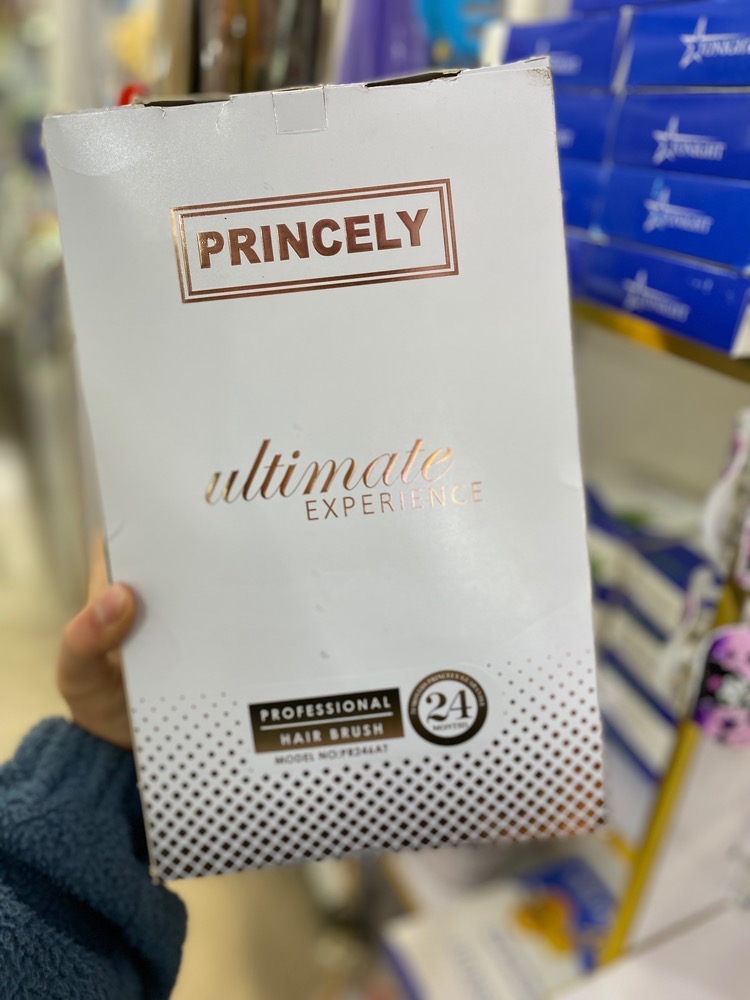 PRINCELY
ultimate
EXPERIENCE
PROFESSIONAL
HAIR BRUSH
24
MONTHS